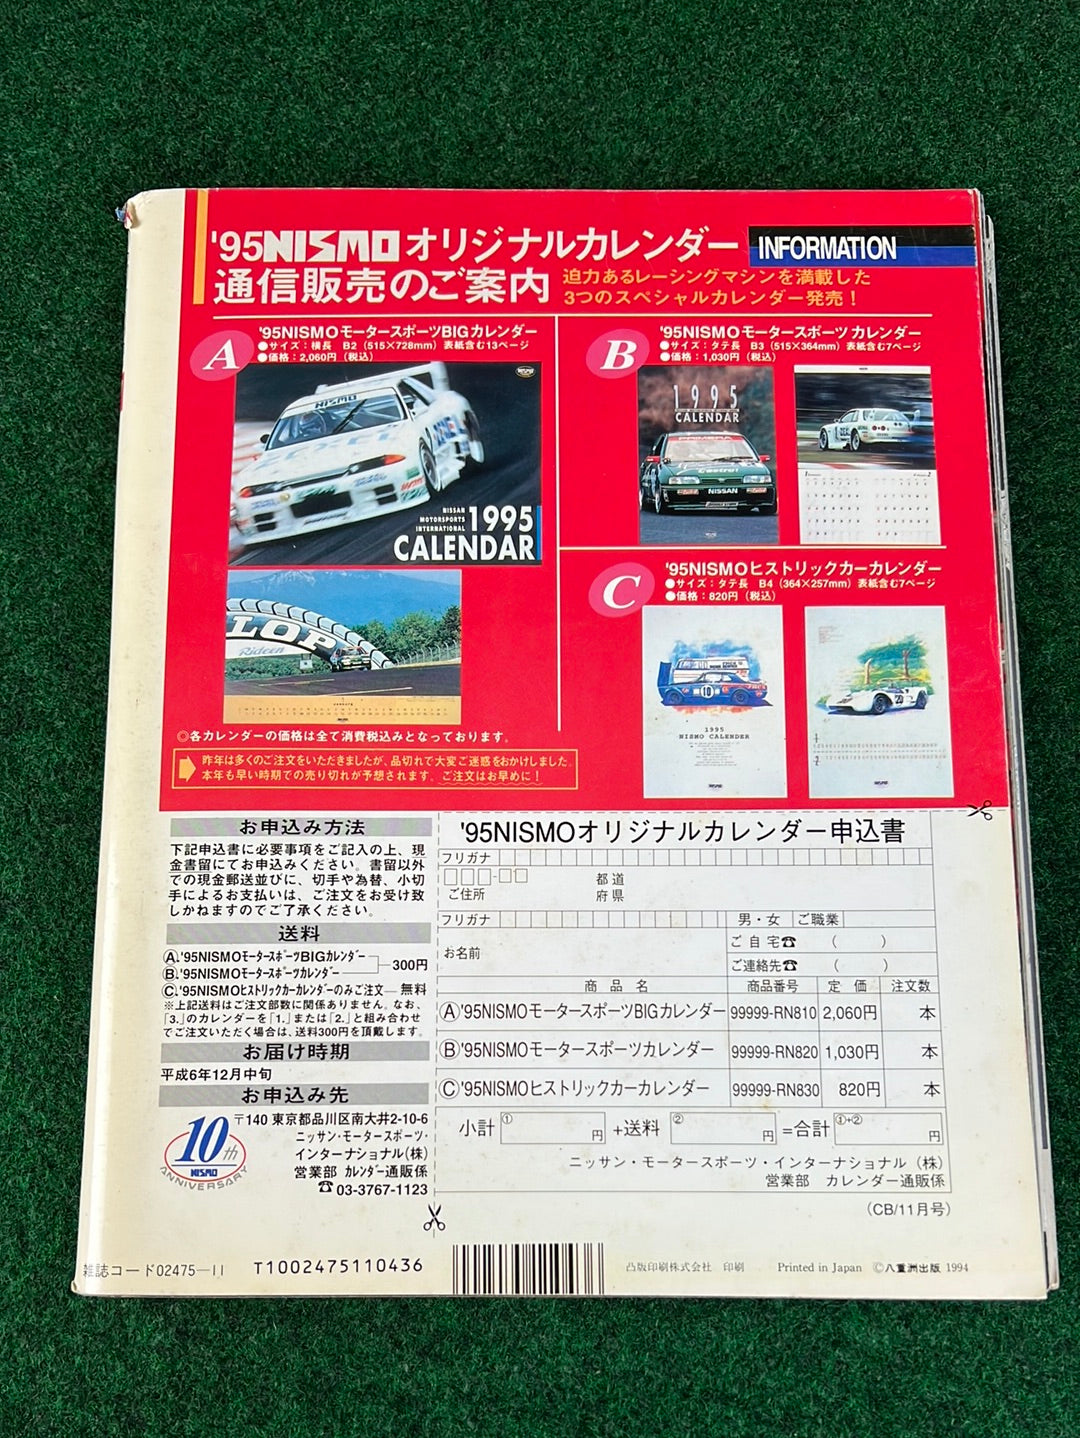 '95NISMOオリジナルカレンダー
通信販売のご案内
INFORMATION
迫力あるレーシングマシンを満載した
3つのスペシャルカレンダー発売！
A
'95NISMOモータースポーツBIGカレンダー
●サイズ：横長 B2（515×728mm）表紙含む13ページ
●価格：2,060円（税込）
NISMO
NISSAN
MOTORSPORTS
INTERNATIONAL
1995
CALENDAR
LOP
Rideen
B
'95NISMOモータースポーツ カレンダー
●サイズ：タテ長 B3（515×364mm）表紙含む7ページ
●価格：1,030円（税込）
1995
CALENDAR
Castrol
NISSAN
C
'95NISMOヒストリックカーカレンダー
●サイズ：タテ長 B4（364×257mm）表紙含む7ページ
●価格：820円（税込）
10
1995
NISMO CALENDER
20
◎各カレンダーの価格は全て消費税込みとなっております。
昨年は多くのご注文をいただきましたが、品切れで大変ご迷惑をおかけしました。
本年も早い時期での売り切れが予想されます。ご注文はお早めに！
お申込み方法
下記申込書に必要事項をご記入の上、現
金書留にてお申込みください。書留以外
での現金郵送並びに、切手や為替、小切
手によるお支払いは、ご注文をお受け致
しかねますのでご了承ください。
送料
Ⓐ.'95NISMOモータースポーツBIGカレンダー
Ⓑ.'95NISMOモータースポーツカレンダー
300円
Ⓒ.'95NISMOヒストリックカーカレンダーのみご注文— 無料
※上記送料はご注文部数に関係ありません。なお、
「3.」のカレンダーを「1.」または「2.」と組み合わせ
でご注文いただく場合は、送料300円を頂戴します。
お届け時期
平成6年12月中旬
お申込み先
〒140 東京都品川区南大井2-10-6
ニッサン・モータースポーツ・
インターナショナル(株)
営業部 カレンダー通販係
☎03-3767-1123
10th
NISMO
ANNIVERSARY
'95NISMOオリジナルカレンダー申込書
フリガナ
ご住所
都 道
府 県
フリガナ
男・女 ご職業
お名前
ご 自 宅☎ （ ）
ご連絡先☎ （ ）
商 品 名 商品番号 定 価 注文数
Ⓐ'95NISMOモータースポーツBIGカレンダー 99999-RN810 2,060円 本
Ⓑ'95NISMOモータースポーツカレンダー 99999-RN820 1,030円 本
Ⓒ'95NISMOヒストリックカーカレンダー 99999-RN830 820円 本
小計 ① 円 +送料 ② 円 =合計 ①+② 円
ニッサン・モータースポーツ・インターナショナル（株）
営業部 カレンダー通販係
（CB/11月号）
雑誌コード02475—11
T1002475110436
凸版印刷株式会社 印刷 Printed in Japan ©八重洲出版 1994